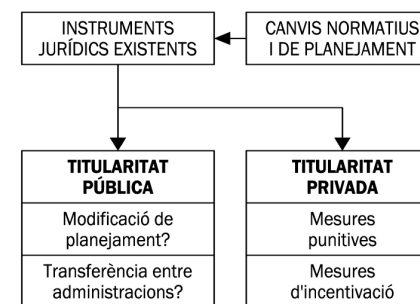 INSTRUMENTS
JURÍDICS EXISTENTS
CANVIS NORMATIUS
I DE PLANEJAMENT
TITULARITAT
PÚBLICA
Modificació de
planejament?
Transferència entre
administracions?
TITULARITAT
PRIVADA
Mesures
punitives
Mesures
d'incentivació